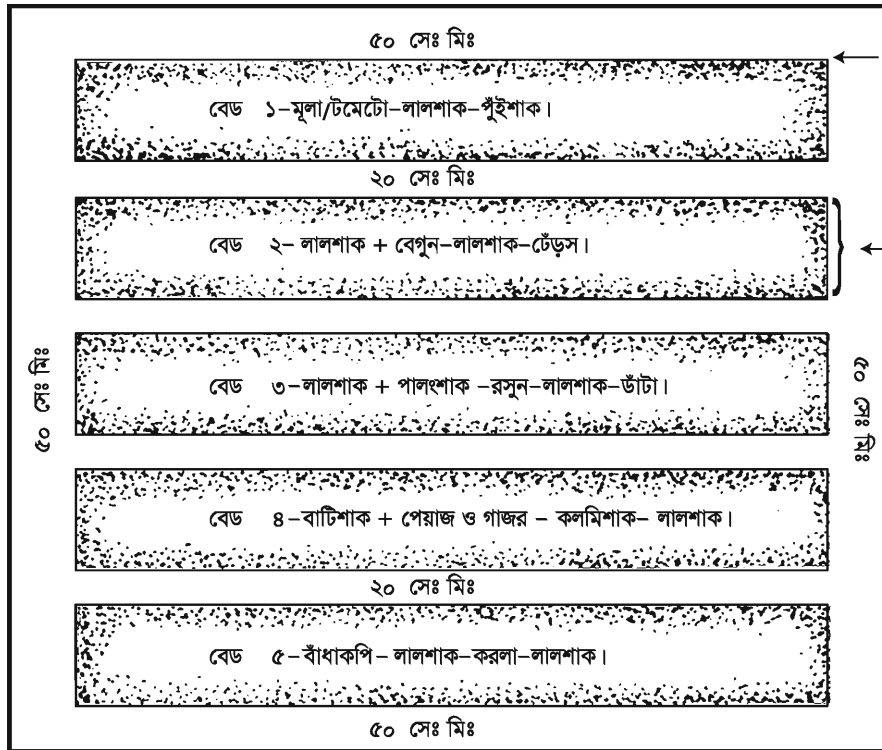 ৫০ সেঃ মিঃ
বেড ১–মূলা/টমেটো–লালশাক–পুঁইশাক।
২০ সেঃ মিঃ
বেড ২– লালশাক + বেগুন–লালশাক–ঢেঁড়স।
৫০ সেঃ মিঃ
বেড ৩–লালশাক + পালংশাক –রসুন–লালশাক–ডাঁটা।
৫০ সেঃ মিঃ
বেড ৪–বাটিশাক + পেয়াজ ও গাজর – কলমিশাক– লালশাক।
২০ সেঃ মিঃ
বেড ৫–বাঁধাকপি – লালশাক–করলা–লালশাক।
৫০ সেঃ মিঃ